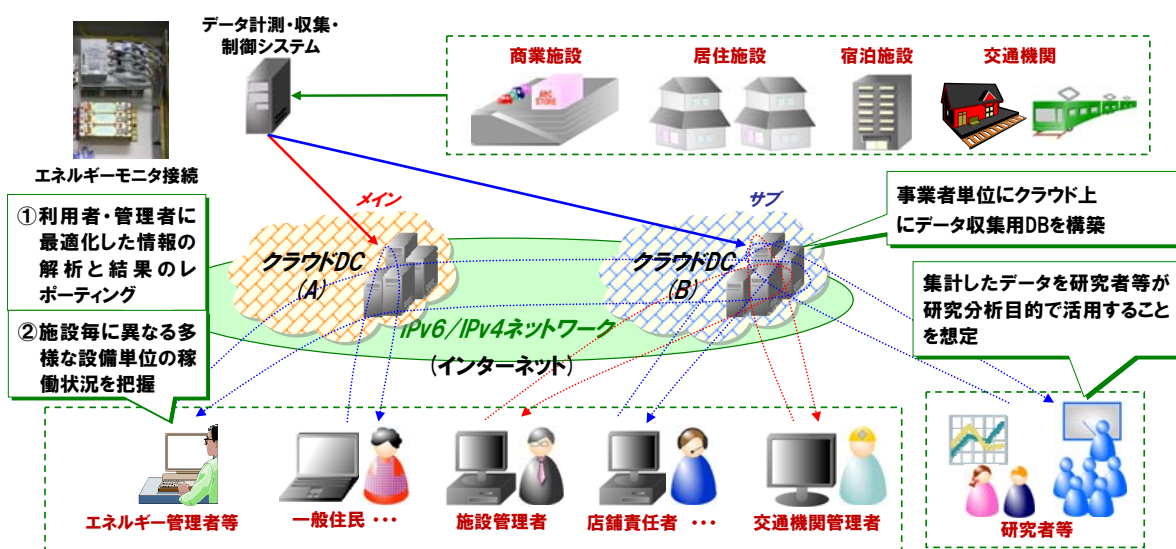 データ計測・収集・
制御システム
商業施設
居住施設
宿泊施設
交通機関
ABC
STORE
エネルギーモニタ接続
メイン
サブ
①利用者・管理者に
最適化した情報の
解析と結果のレ
ポーティング
②施設毎に異なる多
様な設備単位の稼
働状況を把握
クラウドDC
(A)
クラウドDC
(B)
事業者単位にクラウド上
にデータ収集用DBを構築
集計したデータを研究者等が
研究分析目的で活用すること
を想定
IPv6/IPv4ネットワーク
(インターネット)
エネルギー管理者等
一般住民 ・・・
施設管理者
店舗責任者 ・・・
交通機関管理者
研究者等